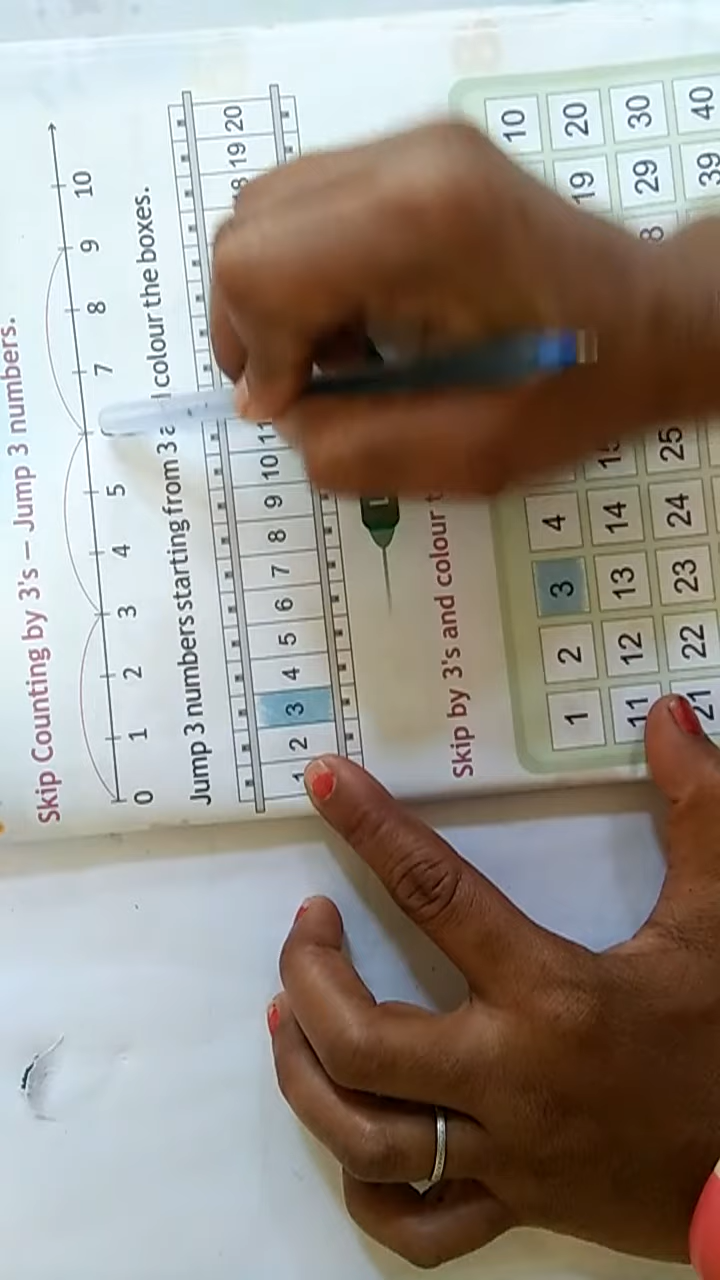 Skip Counting by 3's – Jump 3 numbers.
0 1 2 3 4 5 7 8 9 10
Jump 3 numbers starting from 3 colour the boxes.
1 2 3 4 5 6 7 8 9 10 11 19 20
Skip by 3's and colour
1 2 3 4 10
11 12 13 14 19 20
21 22 23 24 25 29 30
39 40